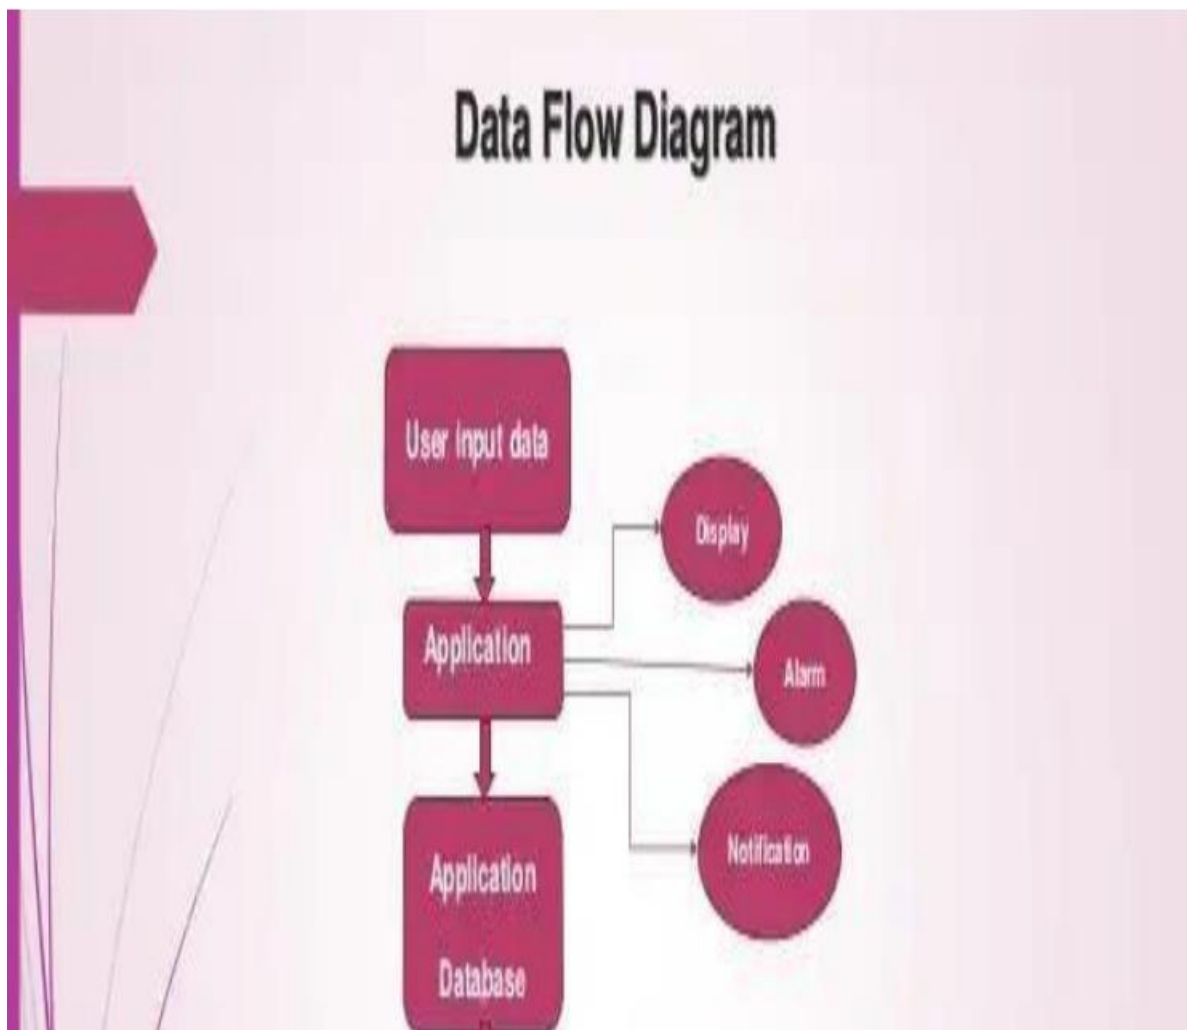 Data Flow Diagram
User input data
Display
Application
Alarm
Notification
Application
Database